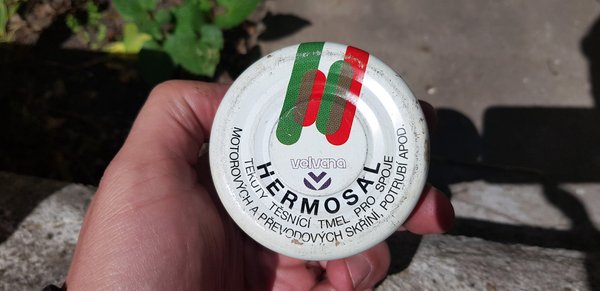 velvana
HERMOSAL
TEKUTÝ TĚSNÍCÍ TMEL PRO SPOJE
MOTOROVÝCH A PŘEVODOVÝCH SKŘÍNÍ, POTRUBÍ APOD.